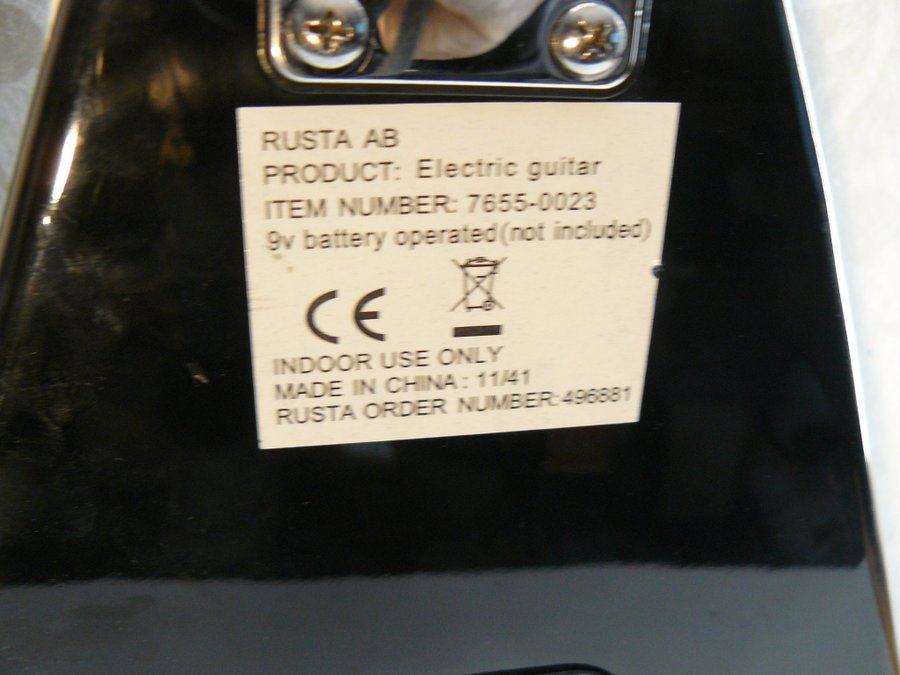 RUSTA AB
PRODUCT: Electric guitar
ITEM NUMBER: 7655-0023
9v battery operated(not included)
CE
INDOOR USE ONLY
MADE IN CHINA: 11/41
RUSTA ORDER NUMBER:496881